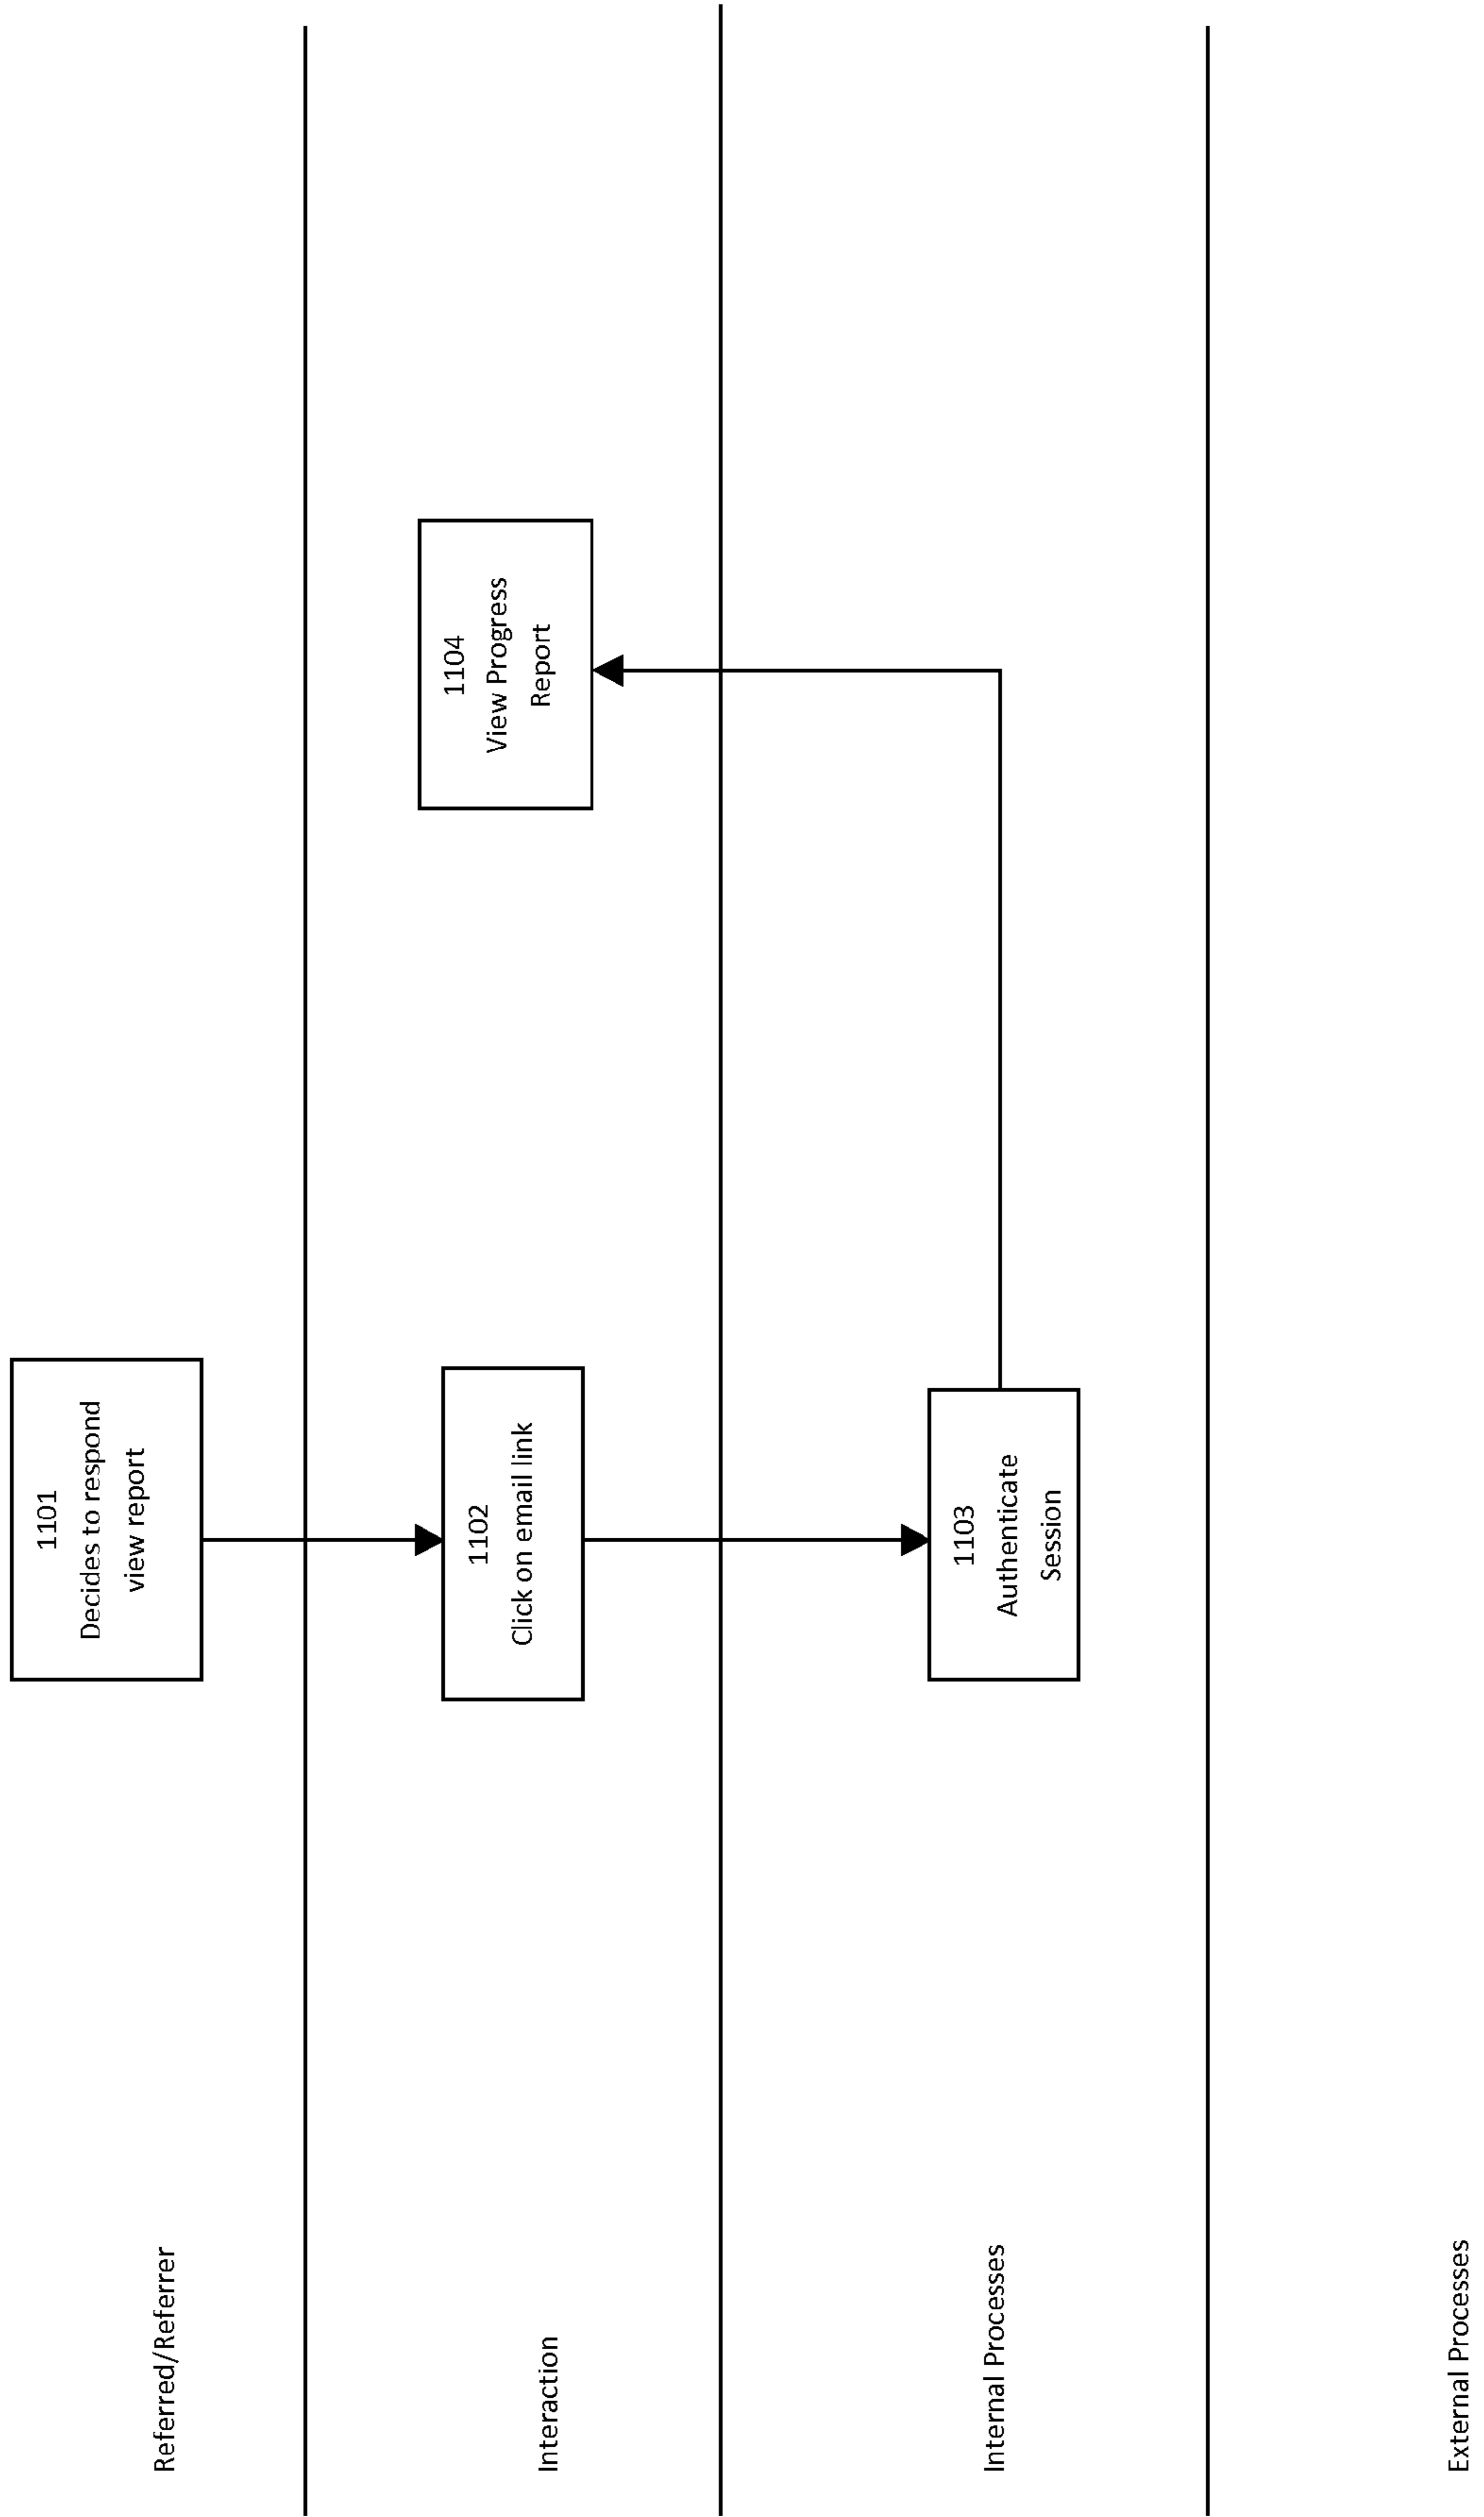 Referred/Referrer
1101
Decides to respond
view report
Interaction
1102
Click on email link
1104
View Progress
Report
Internal Processes
1103
Authenticate
Session
External Processes